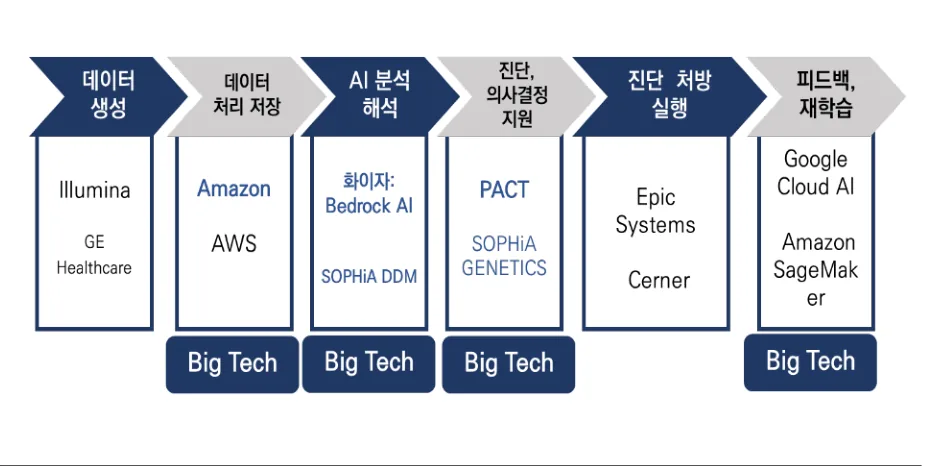 데이터
생성
데이터
처리 저장
AI 분석
해석
진단,
의사결정
지원
진단 처방
실행
피드백,
재학습
Illumina
GE
Healthcare
Amazon
AWS
화이자:
Bedrock AI
SOPHiA DDM
PACT
SOPHiA
GENETICS
Epic
Systems
Cerner
Google
Cloud AI
Amazon
SageMak
er
Big Tech
Big Tech
Big Tech
Big Tech